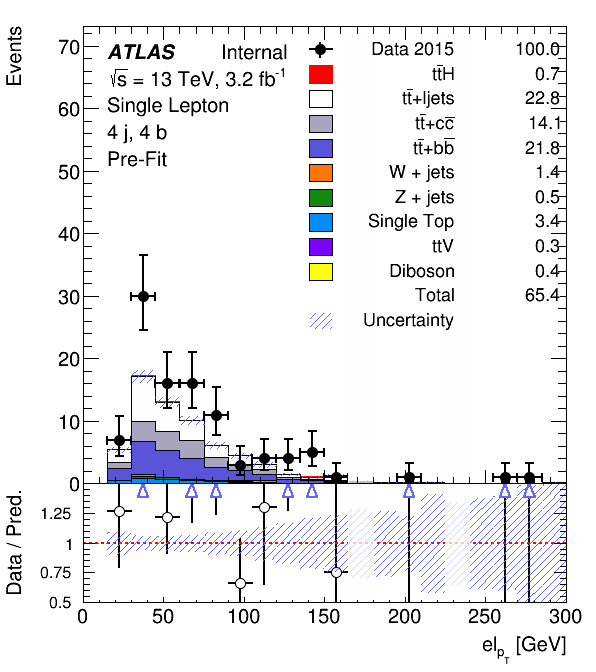 Events
70
60
50
40
30
20
10
0
ATLAS Internal
√s = 13 TeV, 3.2 fb⁻¹
Single Lepton
4 j, 4 b
Pre-Fit
Data 2015 100.0
tt̄H 0.7
tt̄+ljets 22.8
tt̄+cc̄ 14.1
tt̄+bb̄ 21.8
W + jets 1.4
Z + jets 0.5
Single Top 3.4
ttV 0.3
Diboson 0.4
Total 65.4
Uncertainty
Data / Pred.
1.25
1
0.75
0.5
0 50 100 150 200 250 300
el_p_T [GeV]